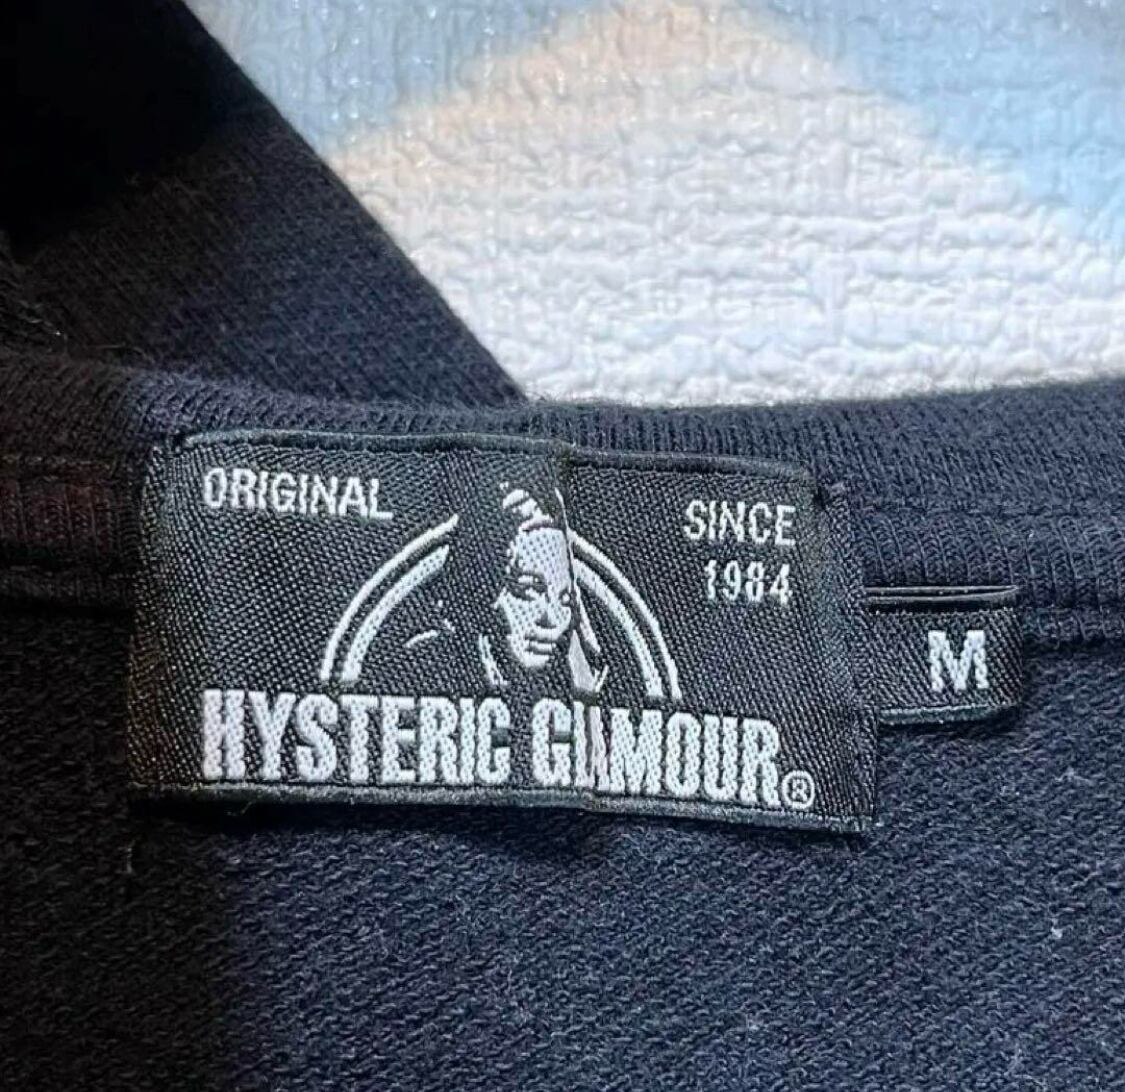 ORIGINAL
SINCE
1984
HYSTERIC GLAMOUR®
M